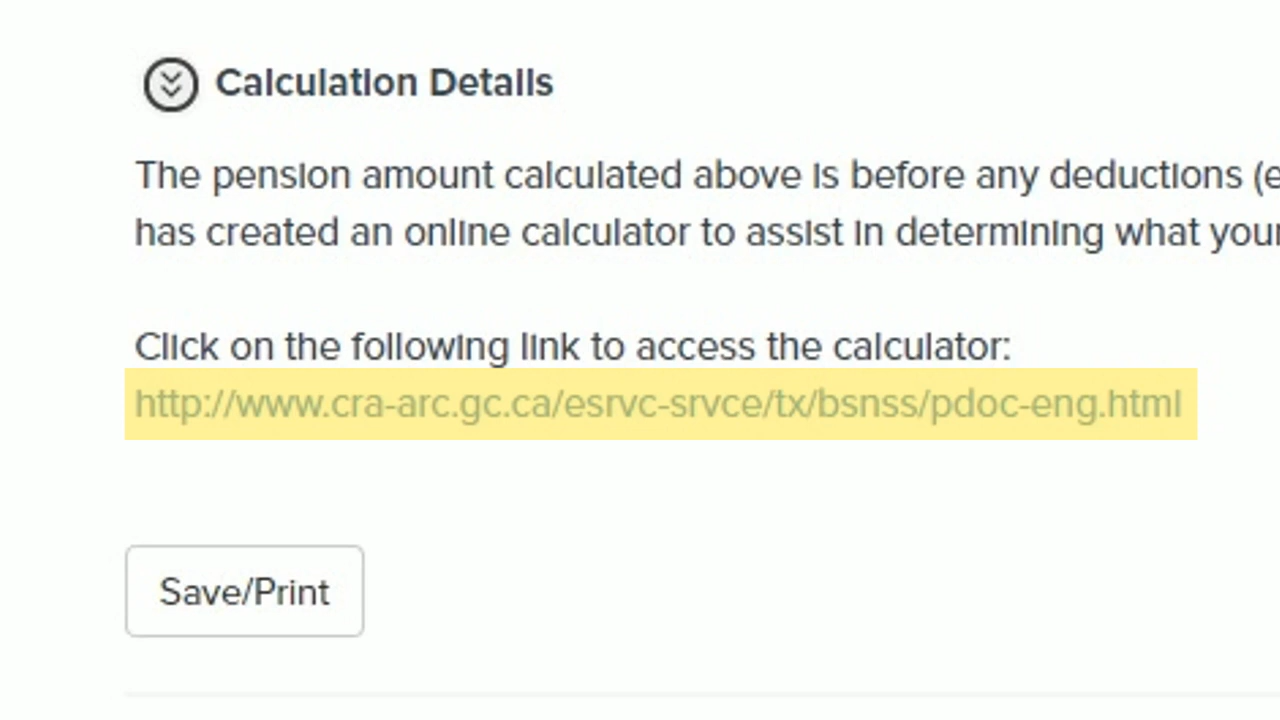 Calculation Details
The pension amount calculated above is before any deductions (e
has created an online calculator to assist in determining what your
Click on the following link to access the calculator:
http://www.cra-arc.gc.ca/esrvc-srvce/tx/bsnss/pdoc-eng.html
Save/Print